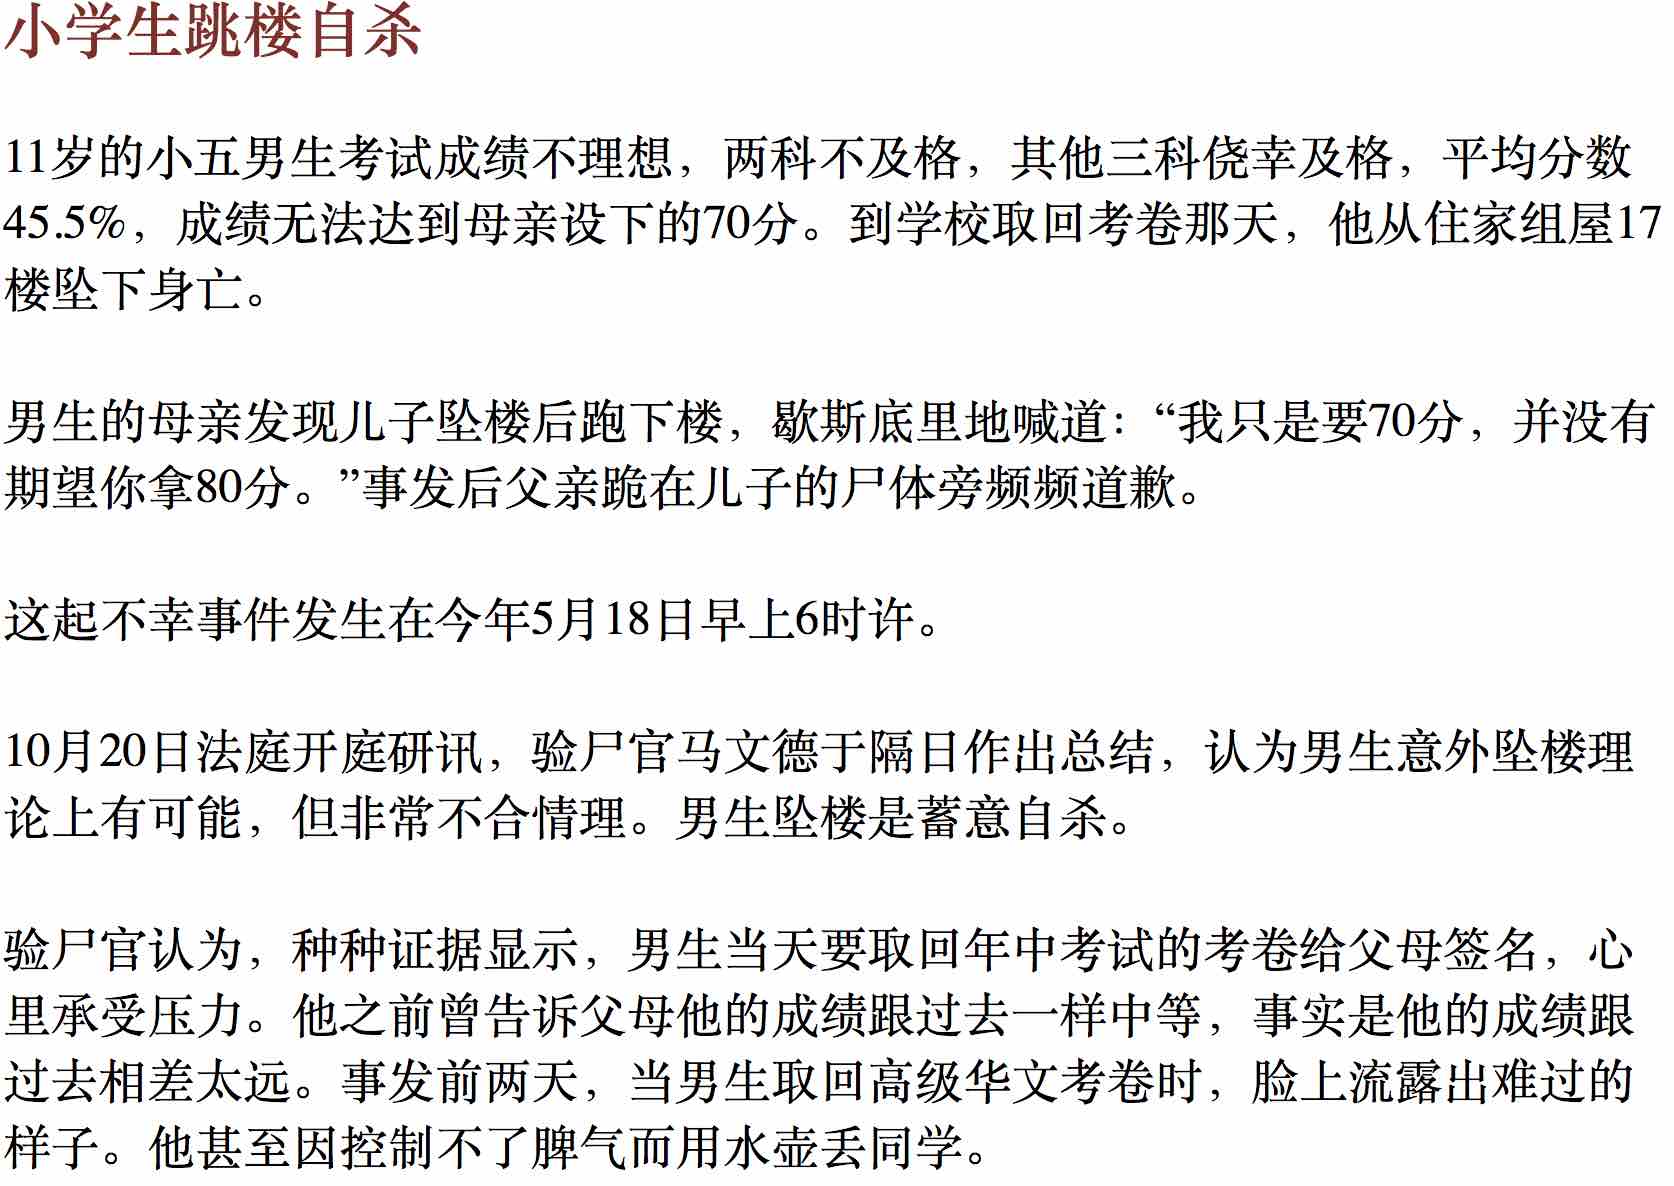 小学生跳楼自杀
11岁的小五男生考试成绩不理想，两科不及格，其他三科侥幸及格，平均分数
45.5%，成绩无法达到母亲设下的70分。到学校取回考卷那天，他从住家组屋17
楼坠下身亡。
男生的母亲发现儿子坠楼后跑下楼，歇斯底里地喊道：“我只是要70分，并没有
期望你拿80分。”事发后父亲跪在儿子的尸体旁频频道歉。
这起不幸事件发生在今年5月18日早上6时许。
10月20日法庭开庭研讯，验尸官马文德于隔日作出总结，认为男生意外坠楼理
论上有可能，但非常不合情理。男生坠楼是蓄意自杀。
验尸官认为，种种证据显示，男生当天要取回年中考试的考卷给父母签名，心
里承受压力。他之前曾告诉父母他的成绩跟过去一样中等，事实是他的成绩跟
过去相差太远。事发前两天，当男生取回高级华文考卷时，脸上流露出难过的
样子。他甚至因控制不了脾气而用水壶丢同学。